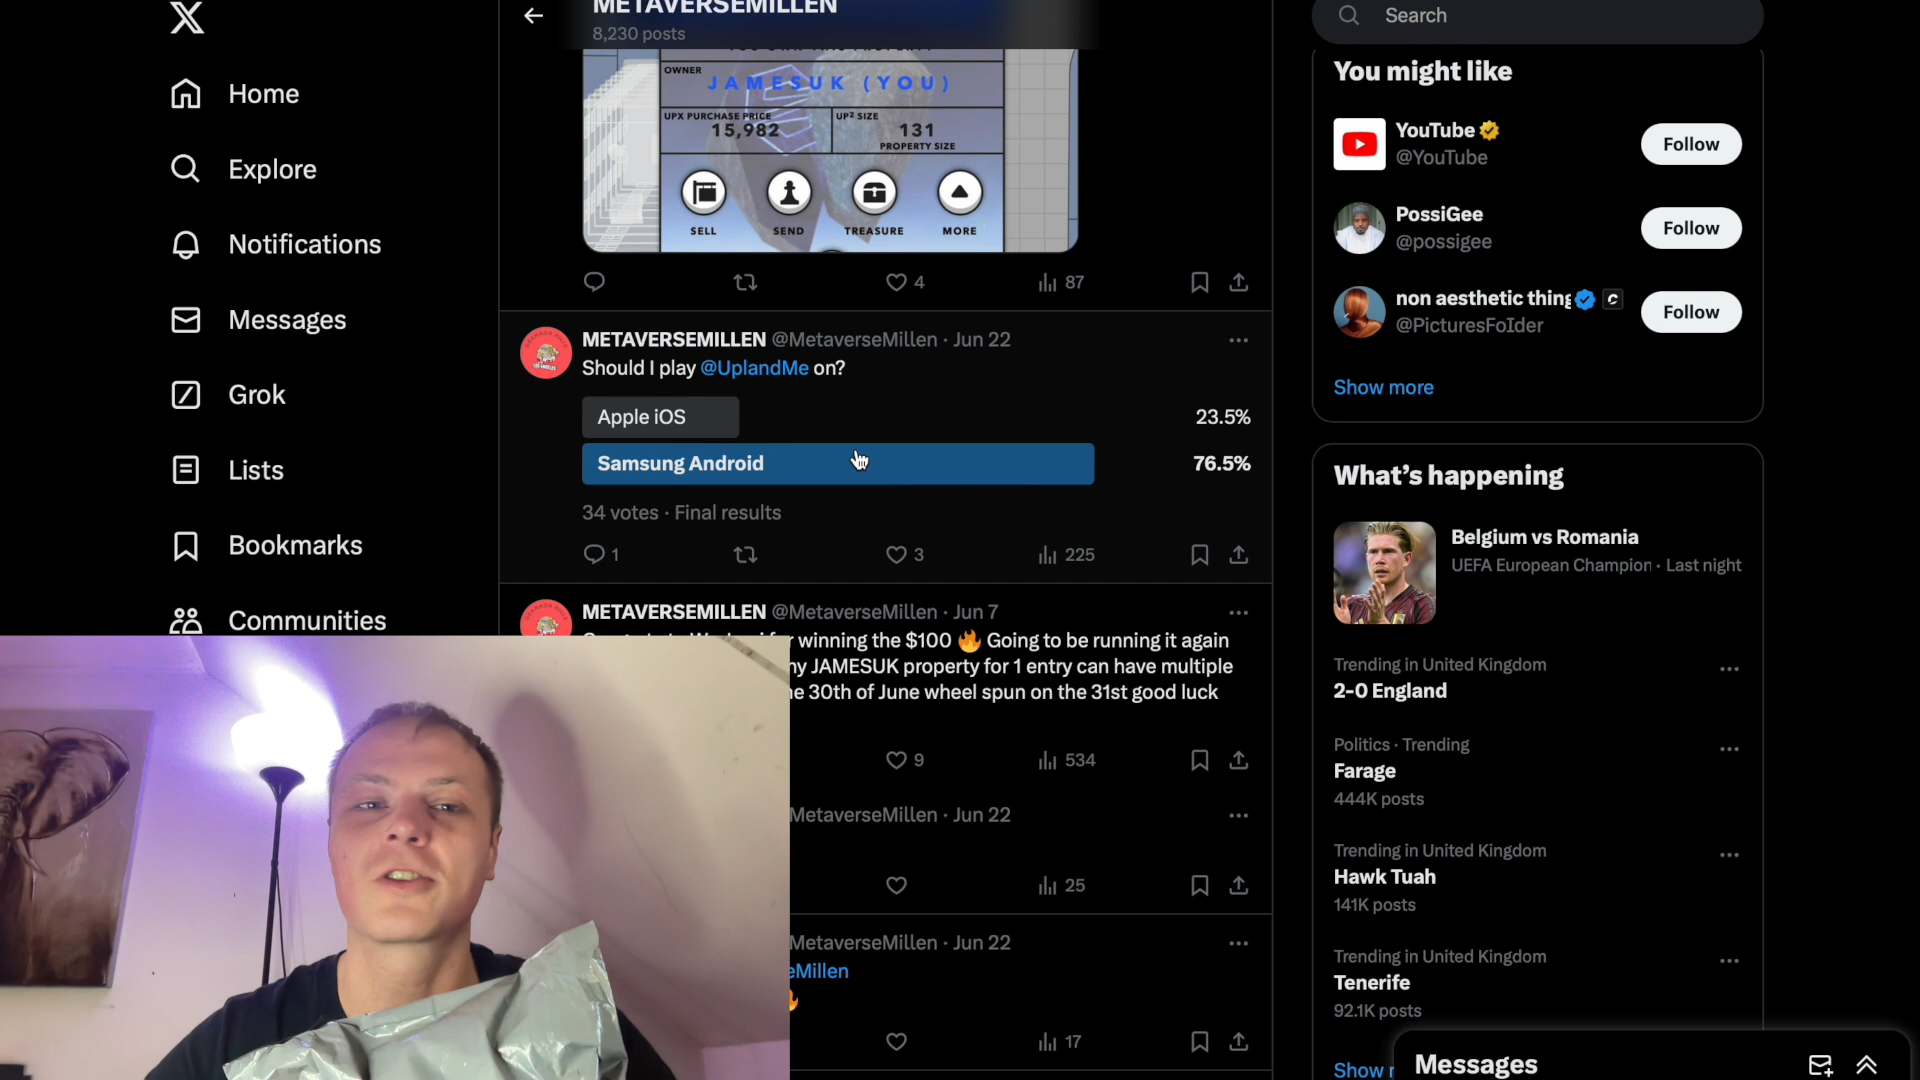 Home
Explore
Notifications
Messages
Grok
Lists
Bookmarks
Communities
METAVERSEMILLEN
8,230 posts
OWNER
JAMESUK (YOU)
UPX PURCHASE PRICE
15,982
UP² SIZE
131
PROPERTY SIZE
SELL
SEND
TREASURE
MORE
4
87
METAVERSEMILLEN @MetaverseMillen · Jun 22
Should I play @UplandMe on?
Apple iOS 23.5%
Samsung Android 76.5%
34 votes · Final results
1
3
225
METAVERSEMILLEN @MetaverseMillen · Jun 7
winning the $100 🔥 Going to be running it again
JAMESUK property for 1 entry can have multiple
30th of June wheel spun on the 31st good luck
9
534
MetaverseMillen · Jun 22
25
MetaverseMillen · Jun 22
eMillen
17
Search
You might like
YouTube
@YouTube
Follow
PossiGee
@possigee
Follow
non aesthetic thing
@PicturesFoIder
Follow
Show more
What's happening
Belgium vs Romania
UEFA European Champion · Last night
Trending in United Kingdom
2-0 England
Politics · Trending
Farage
444K posts
Trending in United Kingdom
Hawk Tuah
141K posts
Trending in United Kingdom
Tenerife
92.1K posts
Show
Messages